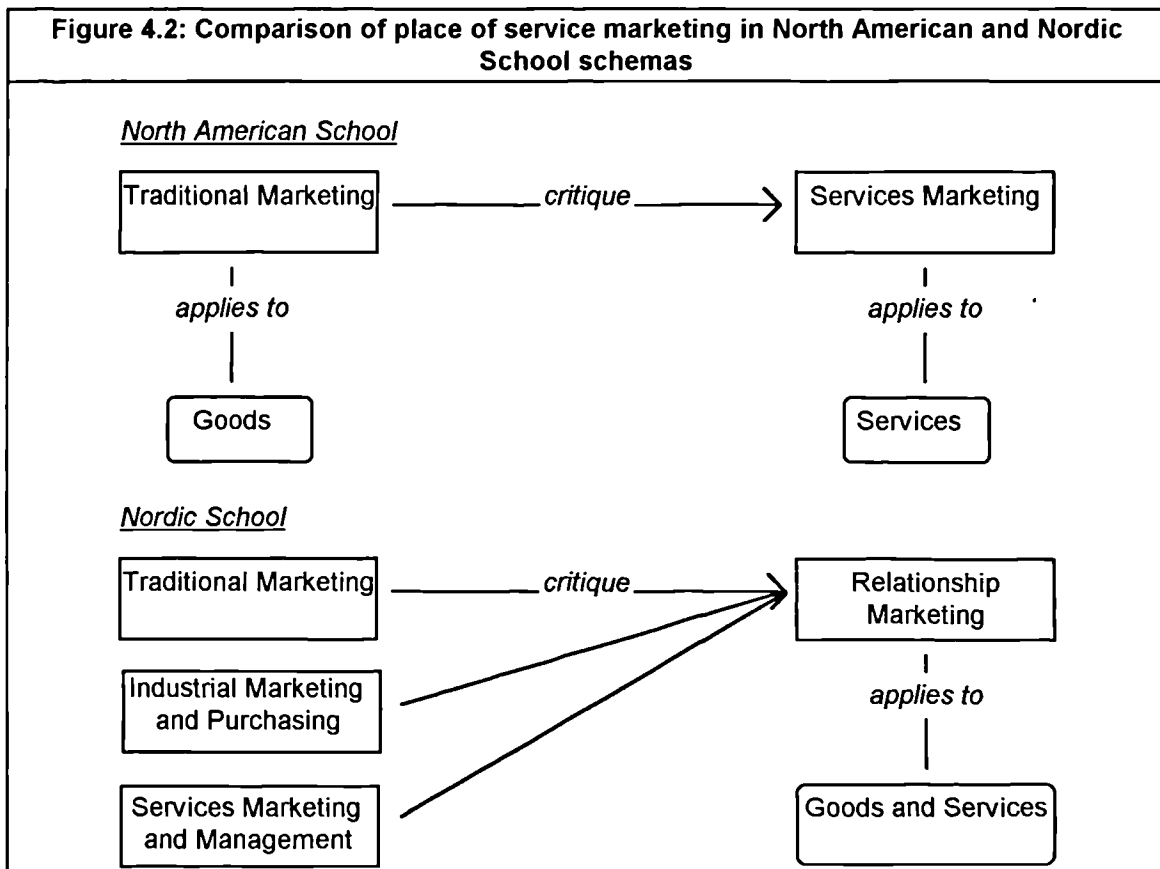 Figure 4.2: Comparison of place of service marketing in North American and Nordic
School schemas
North American School
Traditional Marketing
critique
Services Marketing
applies to
applies to
Goods
Services
Nordic School
Traditional Marketing
critique
Relationship
Marketing
Industrial Marketing
and Purchasing
applies to
Services Marketing
and Management
Goods and Services